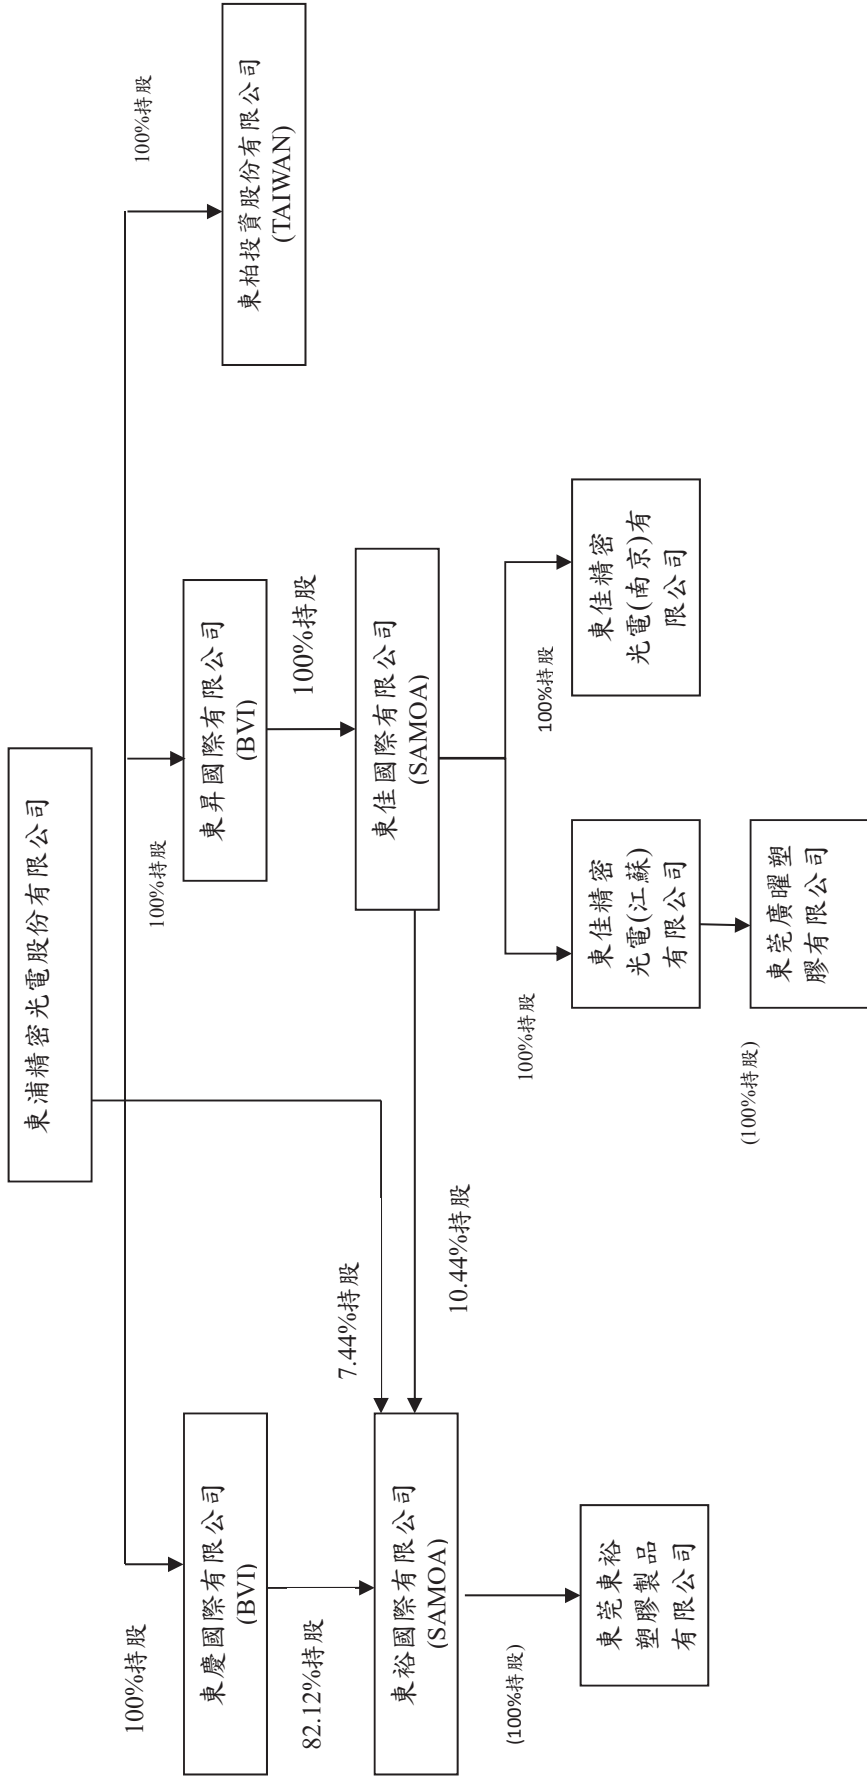 東浦精密光電股份有限公司
100%持股
100%持股
100%持股
東慶國際有限公司
(BVI)
東昇國際有限公司
(BVI)
東柏投資股份有限公司
(TAIWAN)
82.12%持股
7.44%持股
100%持股
東裕國際有限公司
(SAMOA)
東佳國際有限公司
(SAMOA)
10.44%持股
(100%持股)
100%持股
100%持股
東莞東裕
塑膠製品
有限公司
東佳精密
光電(江蘇)
有限公司
東佳精密
光電(南京)有
限公司
(100%持股)
東莞廣曜塑
膠有限公司